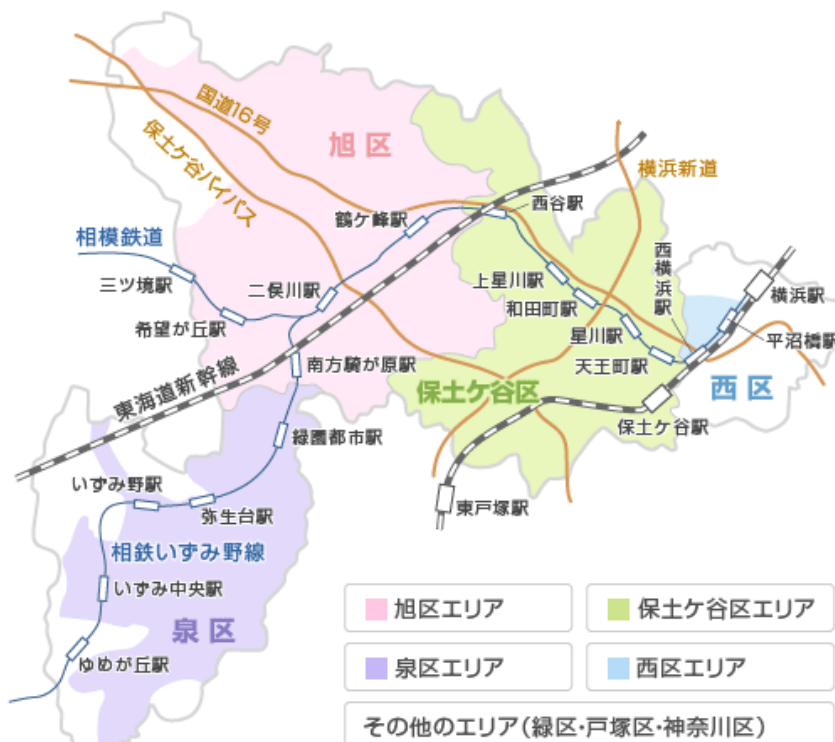 国道16号
保土ケ谷バイパス
旭区
横浜新道
西谷駅
鶴ケ峰駅
相模鉄道
三ツ境駅
二俣川駅
希望が丘駅
上星川駅
和田町駅
星川駅
天王町駅
西横浜駅
横浜駅
平沼橋駅
西区
東海道新幹線
南方騎が原駅
保土ケ谷区
保土ケ谷駅
緑園都市駅
いずみ野駅
弥生台駅
東戸塚駅
相鉄いずみ野線
いずみ中央駅
泉区
ゆめが丘駅
旭区エリア
保土ケ谷区エリア
泉区エリア
西区エリア
その他のエリア(緑区・戸塚区・神奈川区)